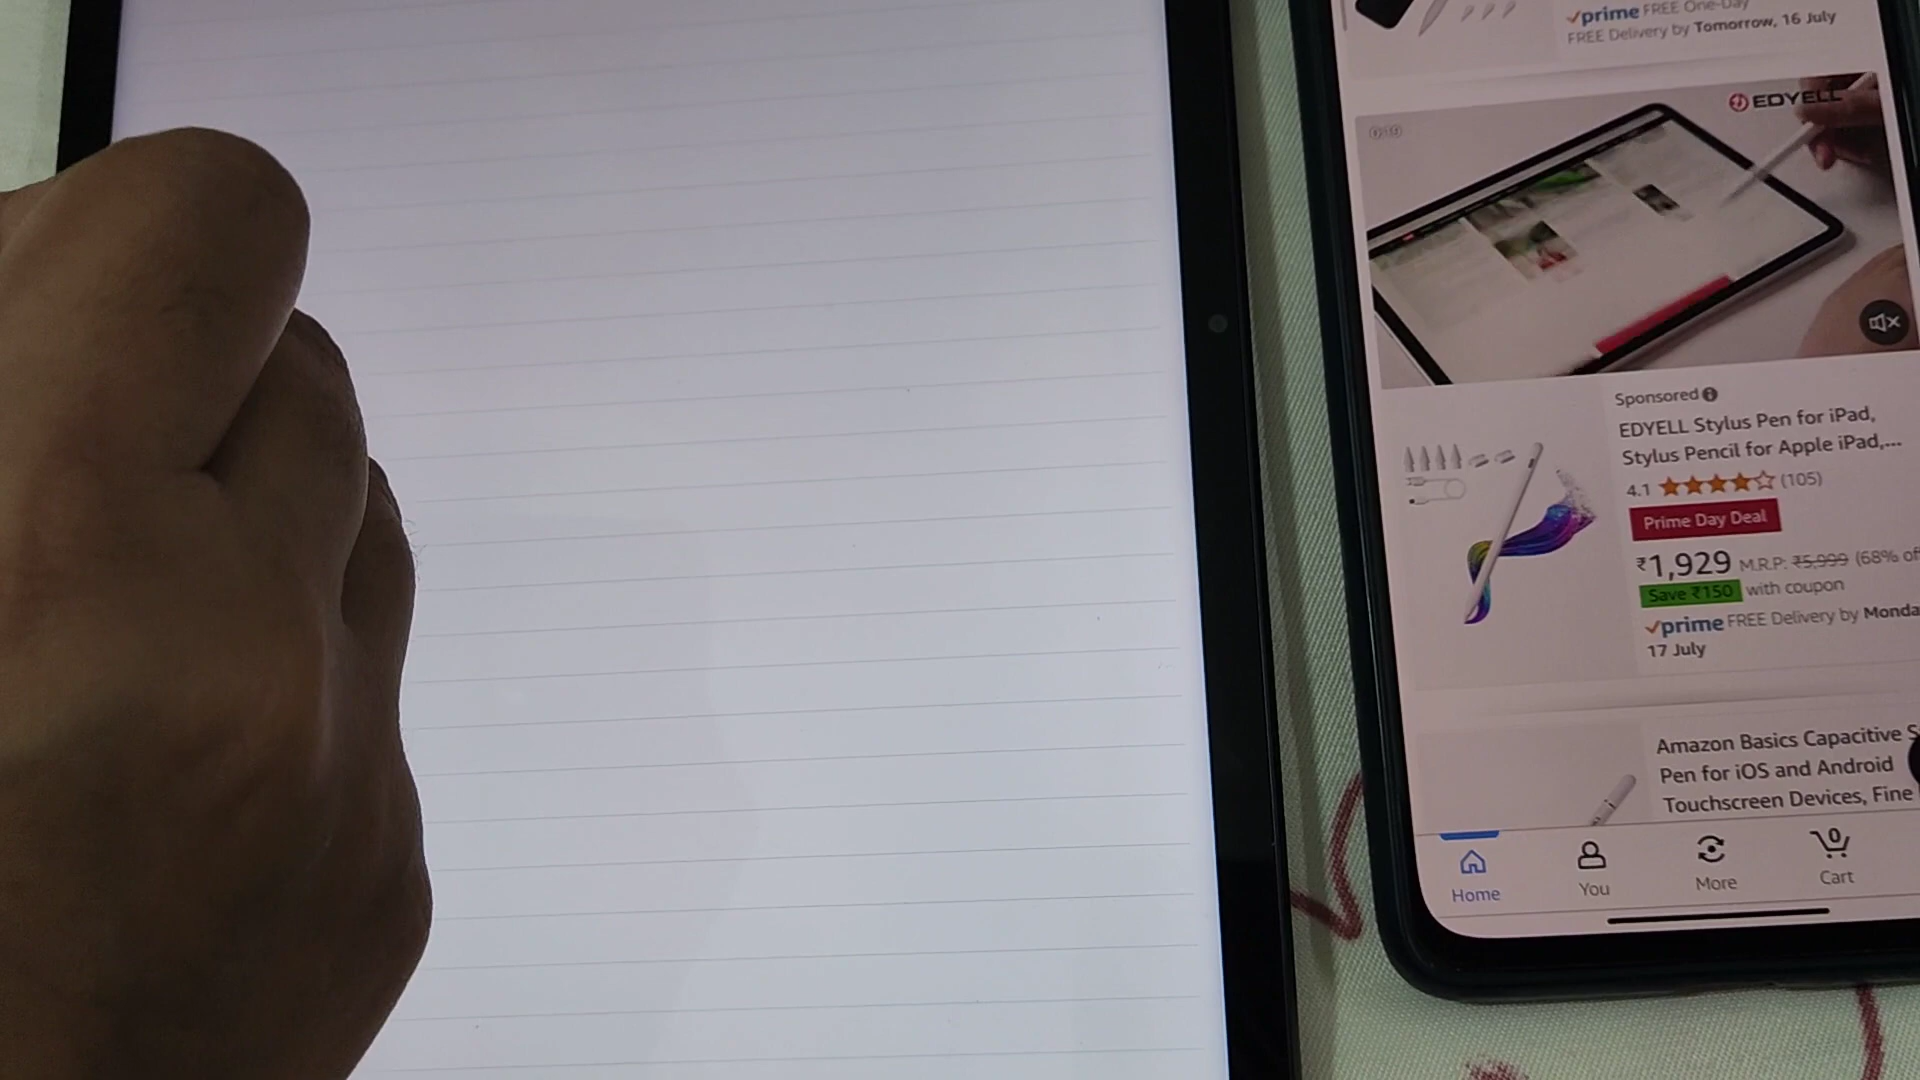 ✓prime FREE One-Day
FREE Delivery by Tomorrow, 16 July
EDYELL
0:19
Sponsored
EDYELL Stylus Pen for iPad,
Stylus Pencil for Apple iPad,...
4.1 (105)
Prime Day Deal
₹1,929 M.R.P: ₹5,999 (68% of
Save ₹150 with coupon
✓prime FREE Delivery by Monda
17 July
Amazon Basics Capacitive S
Pen for iOS and Android
Touchscreen Devices, Fine
0
Home You More Cart